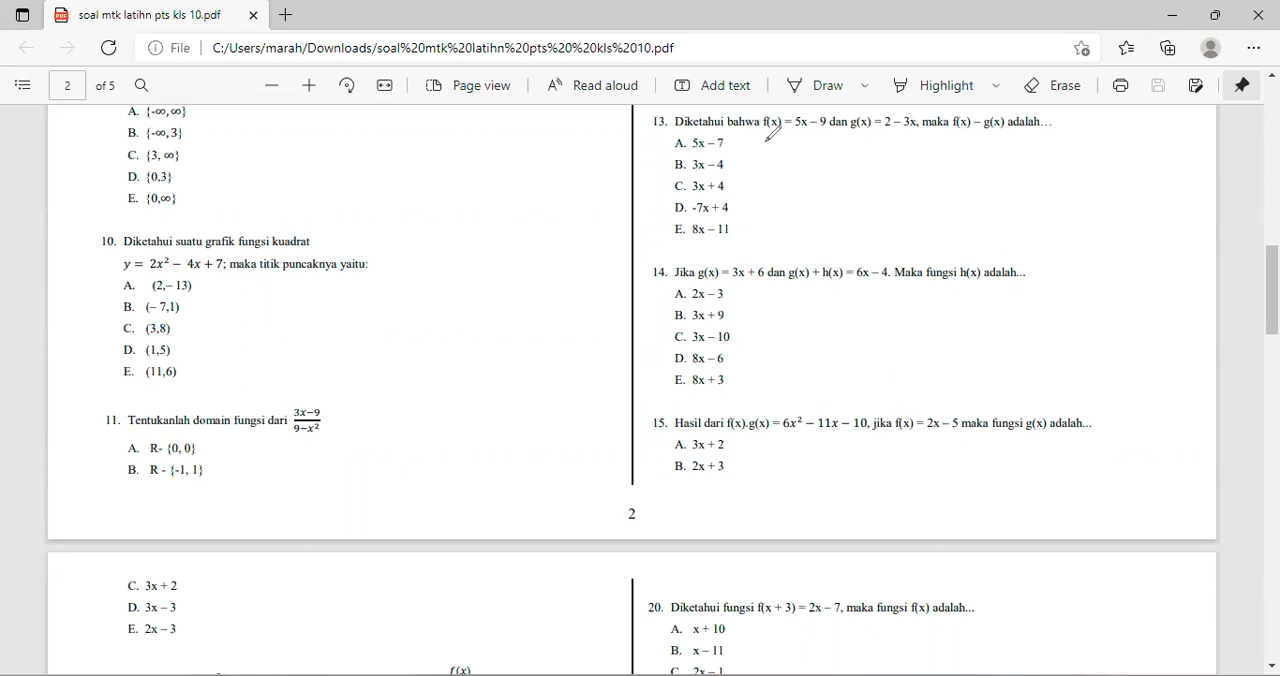 soal mtk latihn pts kls 10.pdf
File
C:/Users/marah/Downloads/soal%20mtk%20latihn%20pts%20%20kls%2010.pdf
2 of 5
Page view
Read aloud
Add text
Draw
Highlight
Erase
A. {-∞, ∞}
B. {-∞, 3}
C. {3, ∞}
D. {0,3}
E. {0,∞}
10. Diketahui suatu grafik fungsi kuadrat
y = 2x² − 4x + 7; maka titik puncaknya yaitu:
A. (2,– 13)
B. (– 7,1)
C. (3,8)
D. (1,5)
E. (11,6)
11. Tentukanlah domain fungsi dari (3x−9)/(9−x²)
A. R- {0, 0}
B. R - {-1, 1}
13. Diketahui bahwa f(x) = 5x – 9 dan g(x) = 2 – 3x, maka f(x) – g(x) adalah…
A. 5x – 7
B. 3x – 4
C. 3x + 4
D. -7x + 4
E. 8x – 11
14. Jika g(x) = 3x + 6 dan g(x) + h(x) = 6x – 4. Maka fungsi h(x) adalah...
A. 2x – 3
B. 3x + 9
C. 3x – 10
D. 8x – 6
E. 8x + 3
15. Hasil dari f(x).g(x) = 6x² − 11x − 10, jika f(x) = 2x – 5 maka fungsi g(x) adalah...
A. 3x + 2
B. 2x + 3
2
C. 3x + 2
D. 3x – 3
E. 2x – 3
f(x)
20. Diketahui fungsi f(x + 3) = 2x – 7, maka fungsi f(x) adalah...
A. x + 10
B. x – 11
C. 2x – 1